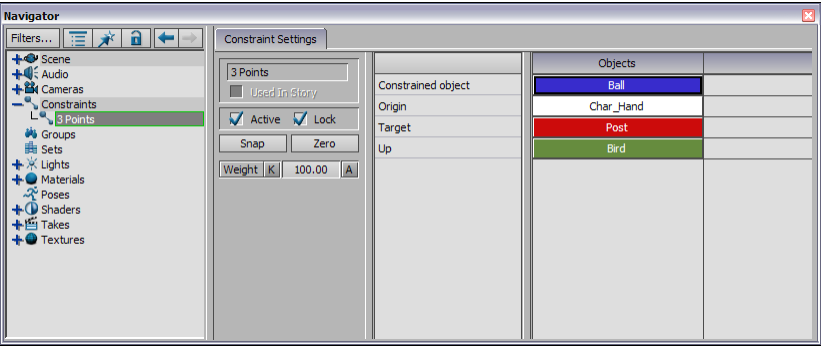 Navigator
Filters...
Constraint Settings
Scene
Audio
Cameras
Constraints
3 Points
Groups
Sets
Lights
Materials
Poses
Shaders
Takes
Textures
3 Points
Used In Story
Active Lock
Snap Zero
Weight K 100.00 A
Objects
Constrained object Ball
Origin Char_Hand
Target Post
Up Bird